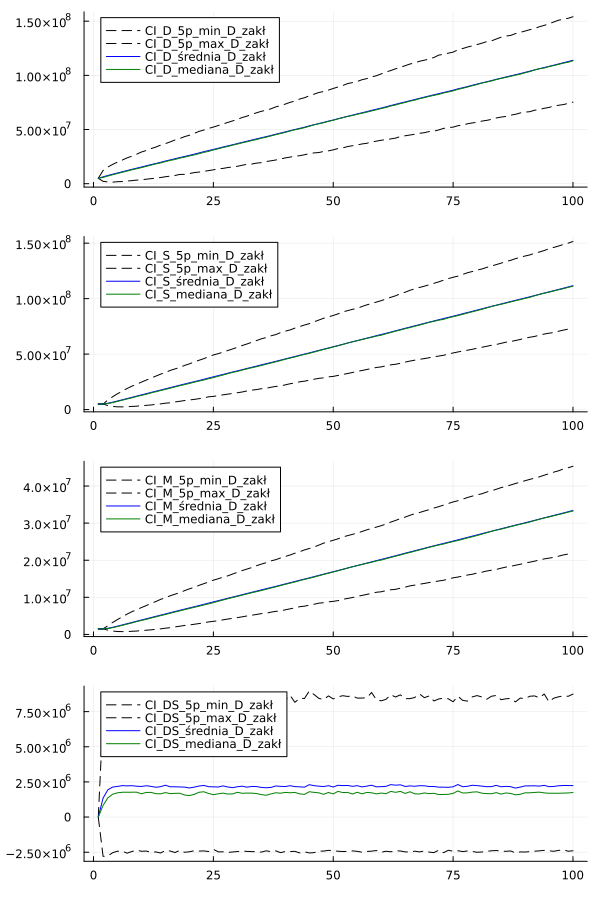 1.50×10⁸
1.00×10⁸
5.00×10⁷
0
CI_D_5p_min_D_zakł
CI_D_5p_max_D_zakł
CI_D_średnia_D_zakł
CI_D_mediana_D_zakł
0 25 50 75 100
1.50×10⁸
1.00×10⁸
5.00×10⁷
0
CI_S_5p_min_D_zakł
CI_S_5p_max_D_zakł
CI_S_średnia_D_zakł
CI_S_mediana_D_zakł
0 25 50 75 100
4.0×10⁷
3.0×10⁷
2.0×10⁷
1.0×10⁷
0
CI_M_5p_min_D_zakł
CI_M_5p_max_D_zakł
CI_M_średnia_D_zakł
CI_M_mediana_D_zakł
0 25 50 75 100
7.50×10⁶
5.00×10⁶
2.50×10⁶
0
−2.50×10⁶
CI_DS_5p_min_D_zakł
CI_DS_5p_max_D_zakł
CI_DS_średnia_D_zakł
CI_DS_mediana_D_zakł
0 25 50 75 100